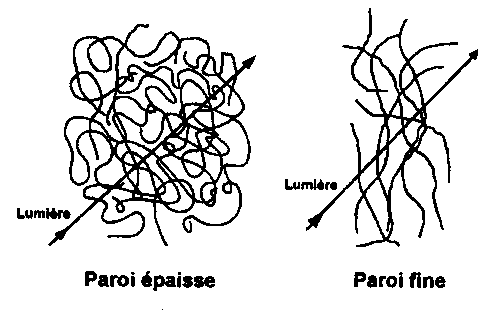 Lumière
Lumière
Paroi épaisse
Paroi fine